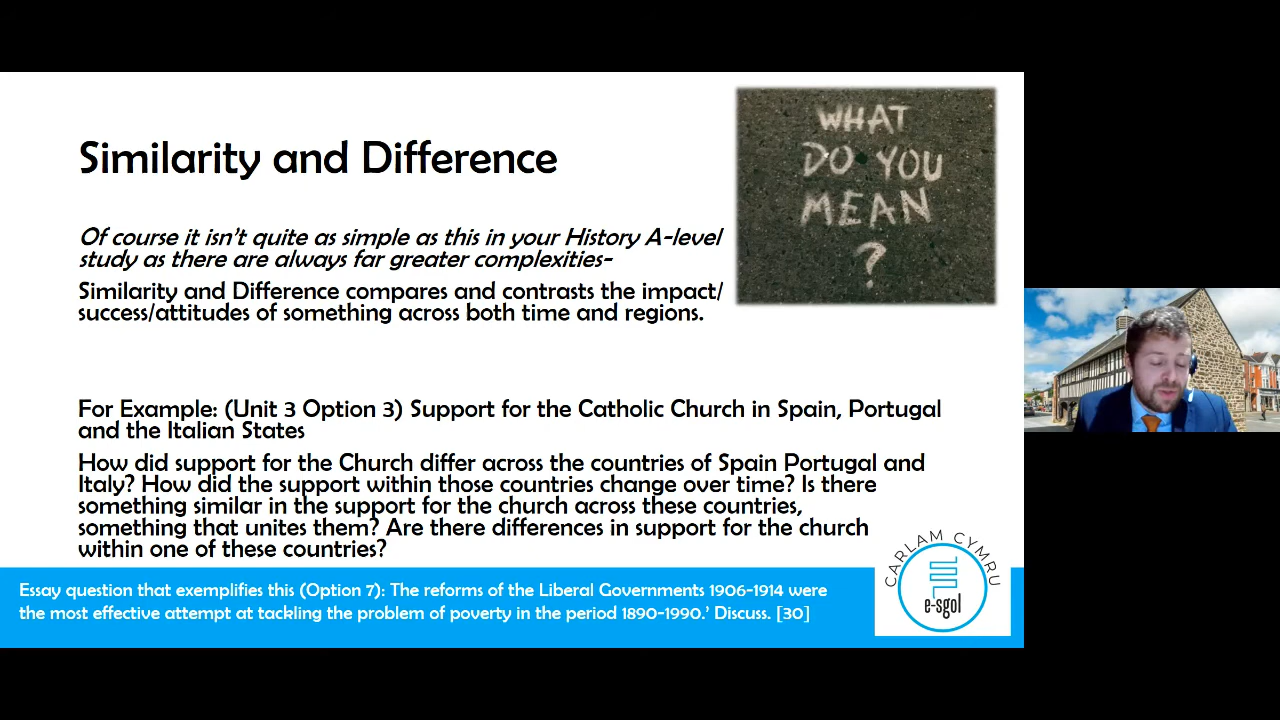 WHAT
DO YOU
MEAN
?
Similarity and Difference
Of course it isn't quite as simple as this in your History A-level
study as there are always far greater complexities-
Similarity and Difference compares and contrasts the impact/
success/attitudes of something across both time and regions.
For Example: (Unit 3 Option 3) Support for the Catholic Church in Spain, Portugal
and the Italian States
How did support for the Church differ across the countries of Spain Portugal and
Italy? How did the support within those countries change over time? Is there
something similar in the support for the church across these countries,
something that unites them? Are there differences in support for the church
within one of these countries?
Essay question that exemplifies this (Option 7): The reforms of the Liberal Governments 1906-1914 were
the most effective attempt at tackling the problem of poverty in the period 1890-1990.' Discuss. [30]
CARLAM CYMRU
e-sgol